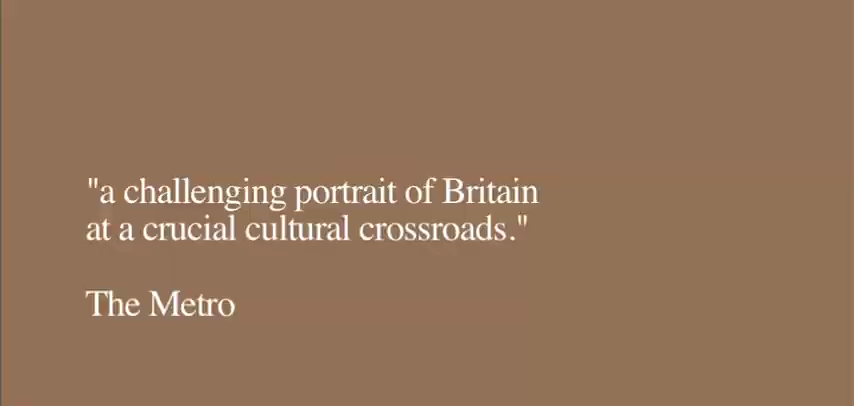 "a challenging portrait of Britain
at a crucial cultural crossroads."
The Metro